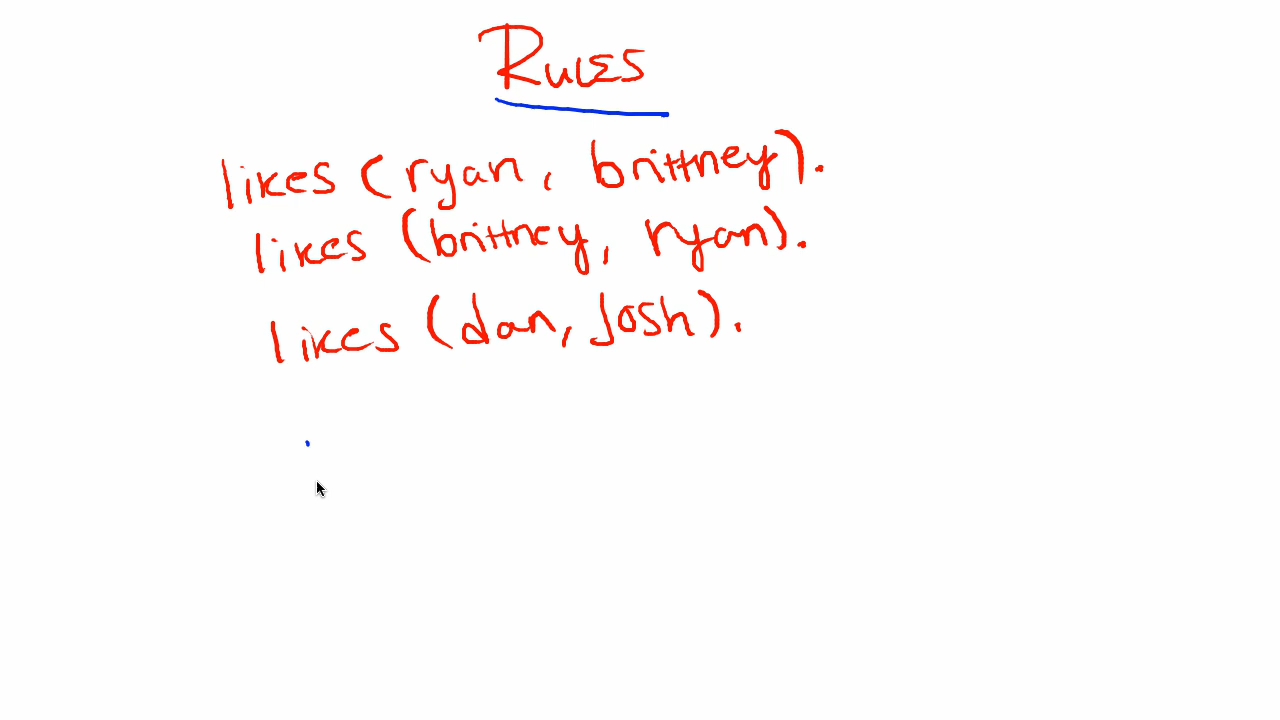 Rules
likes (ryan, brittney).
likes (brittney, ryan).
likes (dan, josh).